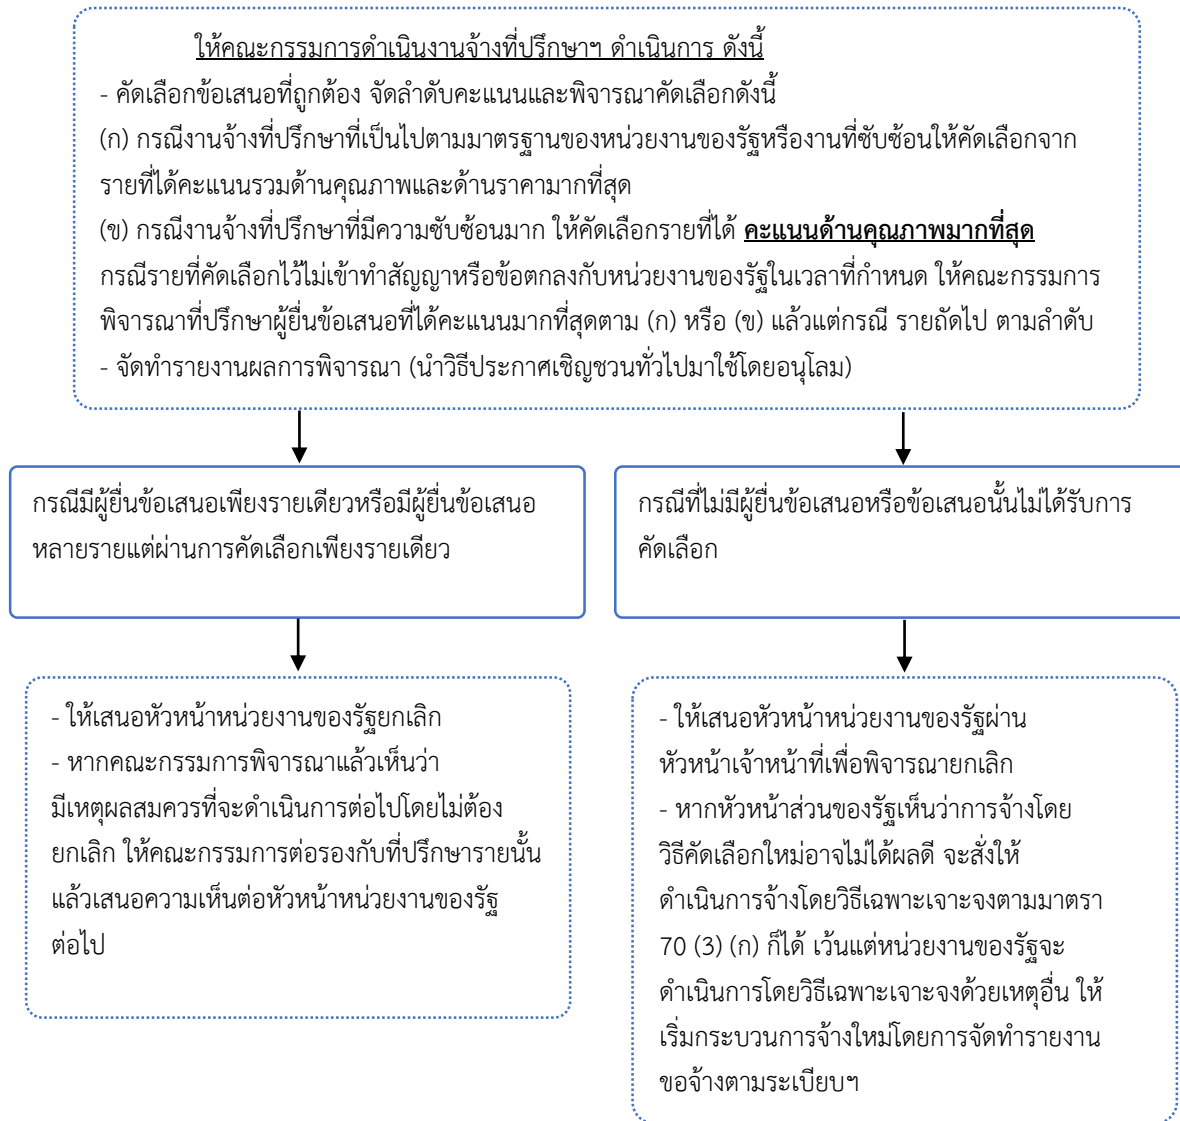 ให้คณะกรรมการดำเนินงานจ้างที่ปรึกษาฯ ดำเนินการ ดังนี้
- คัดเลือกข้อเสนอที่ถูกต้อง จัดลำดับคะแนนและพิจารณาคัดเลือกดังนี้
(ก) กรณีงานจ้างที่ปรึกษาที่เป็นไปตามมาตรฐานของหน่วยงานของรัฐหรืองานที่ซับซ้อนให้คัดเลือกจาก
รายที่ได้คะแนนรวมด้านคุณภาพและด้านราคามากที่สุด
(ข) กรณีงานจ้างที่ปรึกษาที่มีความซับซ้อนมาก ให้คัดเลือกรายที่ได้ คะแนนด้านคุณภาพมากที่สุด
กรณีรายที่คัดเลือกไว้ไม่เข้าทำสัญญาหรือข้อตกลงกับหน่วยงานของรัฐในเวลาที่กำหนด ให้คณะกรรมการ
พิจารณาที่ปรึกษาผู้ยื่นข้อเสนอที่ได้คะแนนมากที่สุดตาม (ก) หรือ (ข) แล้วแต่กรณี รายถัดไป ตามลำดับ
- จัดทำรายงานผลการพิจารณา (นำวิธีประกาศเชิญชวนทั่วไปมาใช้โดยอนุโลม)
กรณีมีผู้ยื่นข้อเสนอเพียงรายเดียวหรือมีผู้ยื่นข้อเสนอ
หลายรายแต่ผ่านการคัดเลือกเพียงรายเดียว
กรณีที่ไม่มีผู้ยื่นข้อเสนอหรือข้อเสนอนั้นไม่ได้รับการ
คัดเลือก
- ให้เสนอหัวหน้าหน่วยงานของรัฐยกเลิก
- หากคณะกรรมการพิจารณาแล้วเห็นว่า
มีเหตุผลสมควรที่จะดำเนินการต่อไปโดยไม่ต้อง
ยกเลิก ให้คณะกรรมการต่อรองกับที่ปรึกษารายนั้น
แล้วเสนอความเห็นต่อหัวหน้าหน่วยงานของรัฐ
ต่อไป
- ให้เสนอหัวหน้าหน่วยงานของรัฐผ่าน
หัวหน้าเจ้าหน้าที่เพื่อพิจารณายกเลิก
- หากหัวหน้าส่วนของรัฐเห็นว่าการจ้างโดย
วิธีคัดเลือกใหม่อาจไม่ได้ผลดี จะสั่งให้
ดำเนินการจ้างโดยวิธีเฉพาะเจาะจงตามมาตรา
70 (3) (ก) ก็ได้ เว้นแต่หน่วยงานของรัฐจะ
ดำเนินการโดยวิธีเฉพาะเจาะจงด้วยเหตุอื่น ให้
เริ่มกระบวนการจ้างใหม่โดยการจัดทำรายงาน
ขอจ้างตามระเบียบฯ